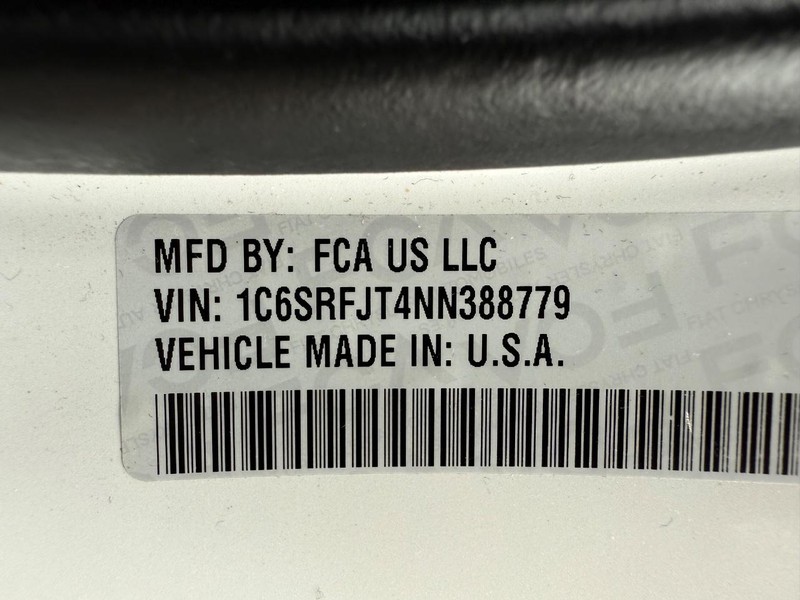 MFD BY: FCA US LLC
VIN: 1C6SRFJT4NN388779
VEHICLE MADE IN: U.S.A.